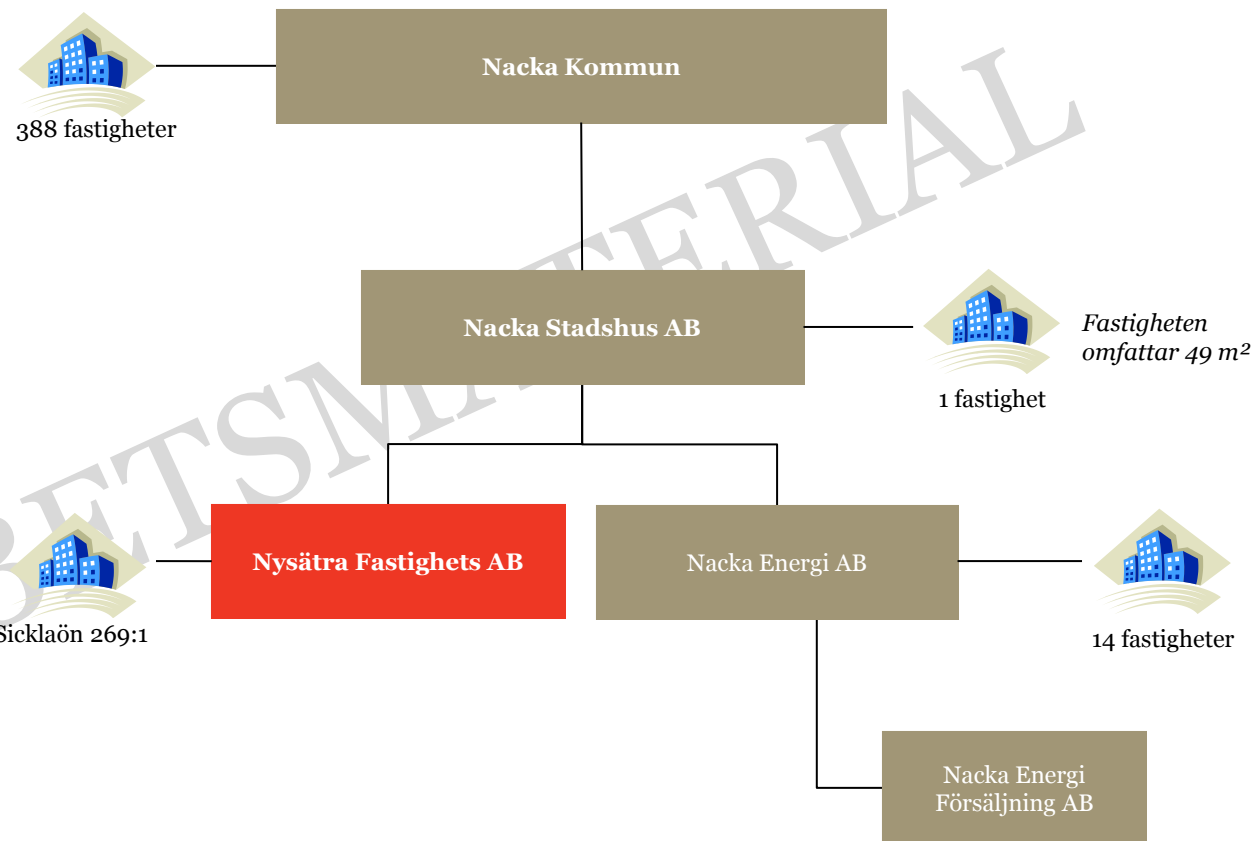 Nacka Kommun
388 fastigheter
Nacka Stadshus AB
Fastigheten
omfattar 49 m²
1 fastighet
Nysätra Fastighets AB
Nacka Energi AB
Sicklaön 269:1
14 fastigheter
Nacka Energi
Försäljning AB
BETSMATERIAL